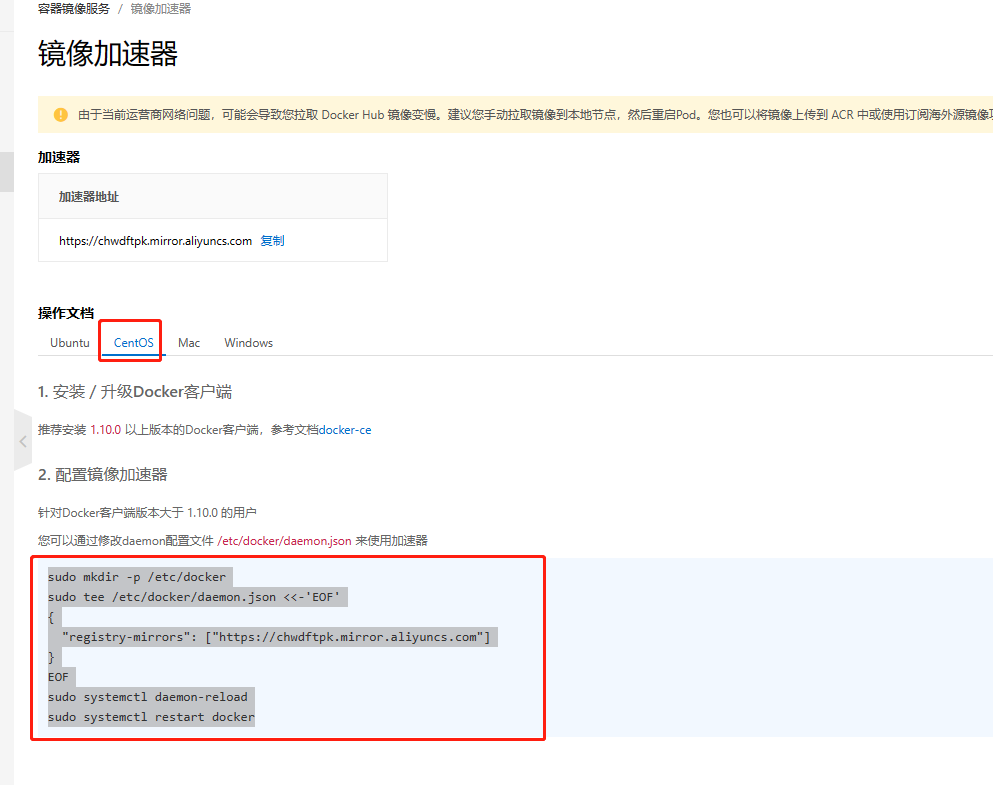 容器镜像服务 / 镜像加速器
镜像加速器
由于当前运营商网络问题，可能会导致您拉取 Docker Hub 镜像变慢。建议您手动拉取镜像到本地节点，然后重启Pod。您也可以将镜像上传到 ACR 中或使用订阅海外源镜像
加速器
加速器地址
https://chwdftpk.mirror.aliyuncs.com 复制
操作文档
Ubuntu CentOS Mac Windows
1. 安装 / 升级Docker客户端
推荐安装 1.10.0 以上版本的Docker客户端，参考文档docker-ce
2. 配置镜像加速器
针对Docker客户端版本大于 1.10.0 的用户
您可以通过修改daemon配置文件 /etc/docker/daemon.json 来使用加速器
sudo mkdir -p /etc/docker
sudo tee /etc/docker/daemon.json <<-'EOF'
{
  "registry-mirrors": ["https://chwdftpk.mirror.aliyuncs.com"]
}
EOF
sudo systemctl daemon-reload
sudo systemctl restart docker